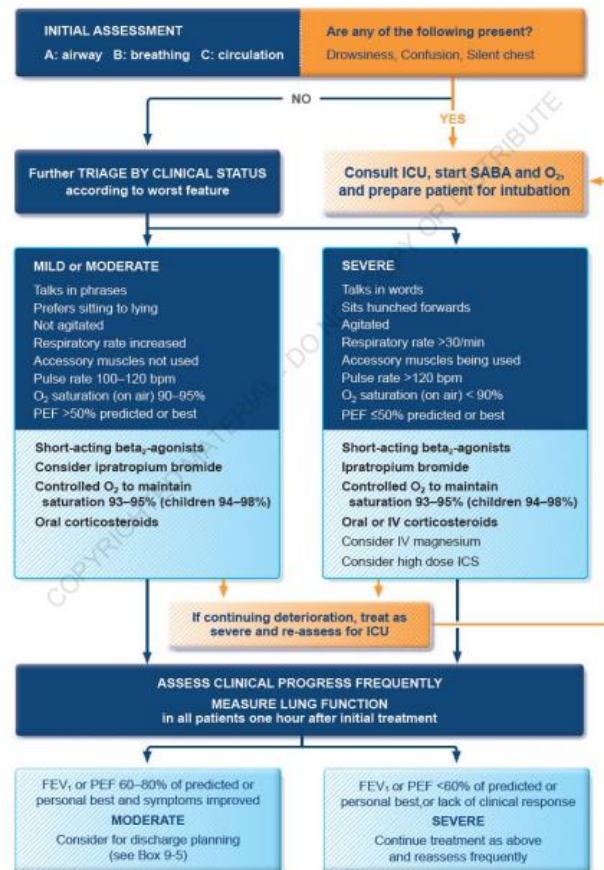 INITIAL ASSESSMENT
A: airway B: breathing C: circulation
Are any of the following present?
Drowsiness, Confusion, Silent chest
NO
YES
Further TRIAGE BY CLINICAL STATUS
according to worst feature
Consult ICU, start SABA and O₂,
and prepare patient for intubation
MILD or MODERATE
Talks in phrases
Prefers sitting to lying
Not agitated
Respiratory rate increased
Accessory muscles not used
Pulse rate 100–120 bpm
O₂ saturation (on air) 90–95%
PEF >50% predicted or best
Short-acting beta₂-agonists
Consider ipratropium bromide
Controlled O₂ to maintain
saturation 93–95% (children 94–98%)
Oral corticosteroids
SEVERE
Talks in words
Sits hunched forwards
Agitated
Respiratory rate >30/min
Accessory muscles being used
Pulse rate >120 bpm
O₂ saturation (on air) < 90%
PEF ≤50% predicted or best
Short-acting beta₂-agonists
Ipratropium bromide
Controlled O₂ to maintain
saturation 93–95% (children 94–98%)
Oral or IV corticosteroids
Consider IV magnesium
Consider high dose ICS
If continuing deterioration, treat as
severe and re-assess for ICU
ASSESS CLINICAL PROGRESS FREQUENTLY
MEASURE LUNG FUNCTION
in all patients one hour after initial treatment
FEV₁ or PEF 60–80% of predicted or
personal best and symptoms improved
MODERATE
Consider for discharge planning
(see Box 9-5)
FEV₁ or PEF <60% of predicted or
personal best,or lack of clinical response
SEVERE
Continue treatment as above
and reassess frequently
COPYRIGHTED MATERIAL - DO NOT COPY OR DISTRIBUTE